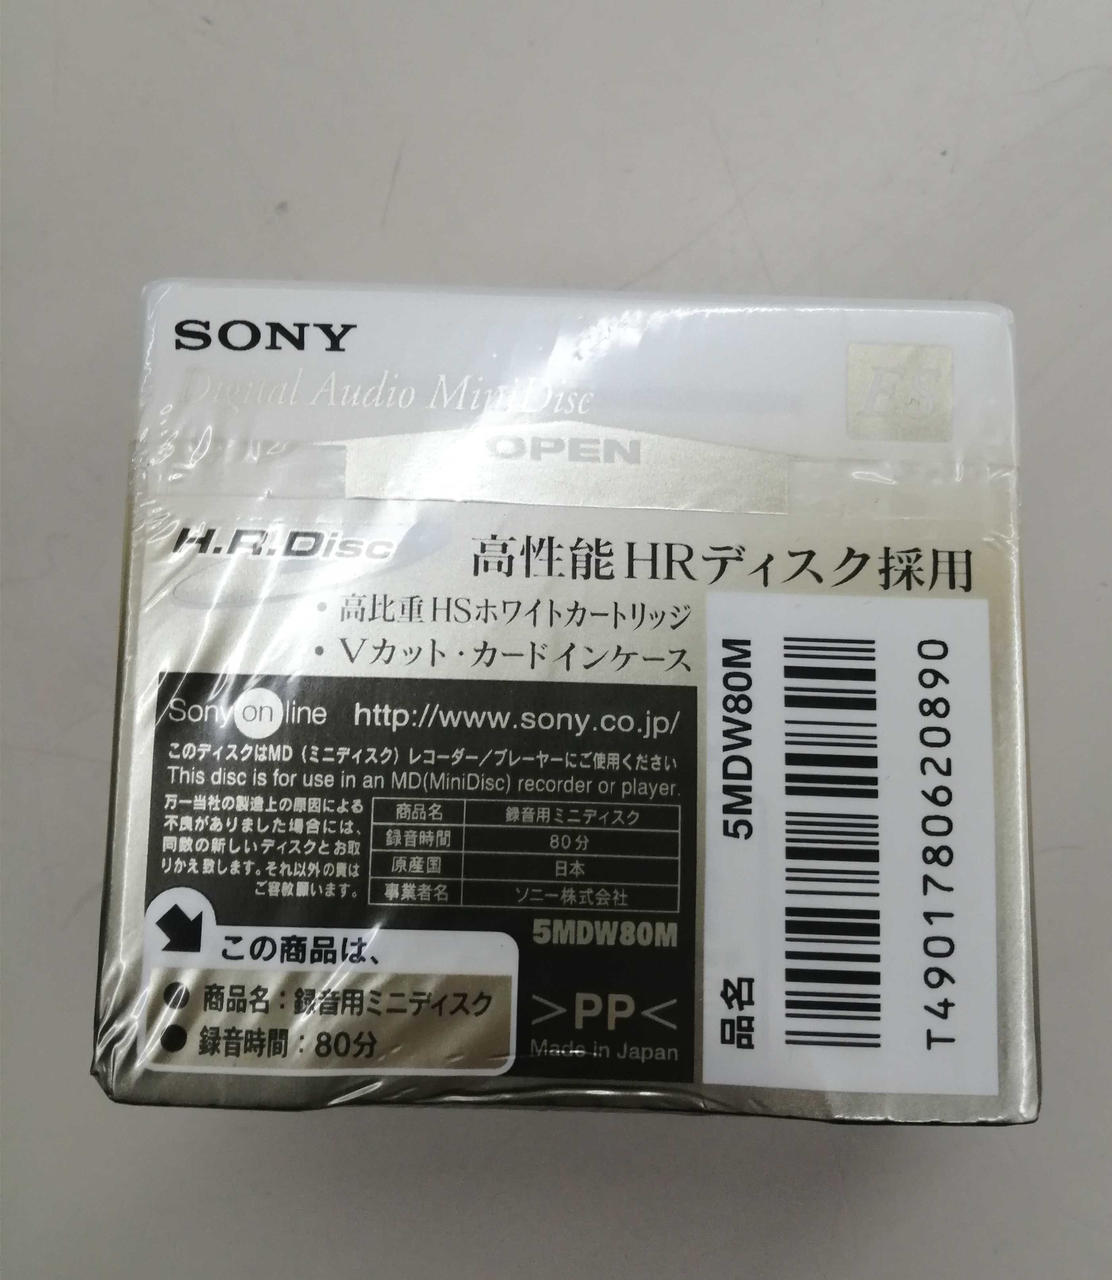 SONY
Digital Audio MiniDisc
ES
OPEN
H.R.Disc
高性能HRディスク採用
・高比重HSホワイトカートリッジ
・Vカット・カードインケース
Sony on line http://www.sony.co.jp/
このディスクはMD（ミニディスク）レコーダー／プレーヤーにご使用ください
This disc is for use in an MD(MiniDisc) recorder or player.
万一当社の製造上の原因による
不良がありました場合には、
同数の新しいディスクとお取
りかえ致します。それ以外の責は
ご容赦願います。
商品名 録音用ミニディスク
録音時間 80分
原産国 日本
事業者名 ソニー株式会社
5MDW80M
この商品は、
●商品名：録音用ミニディスク
●録音時間：80分
>PP<
Made in Japan
品名 5MDW80M
T4901780620890